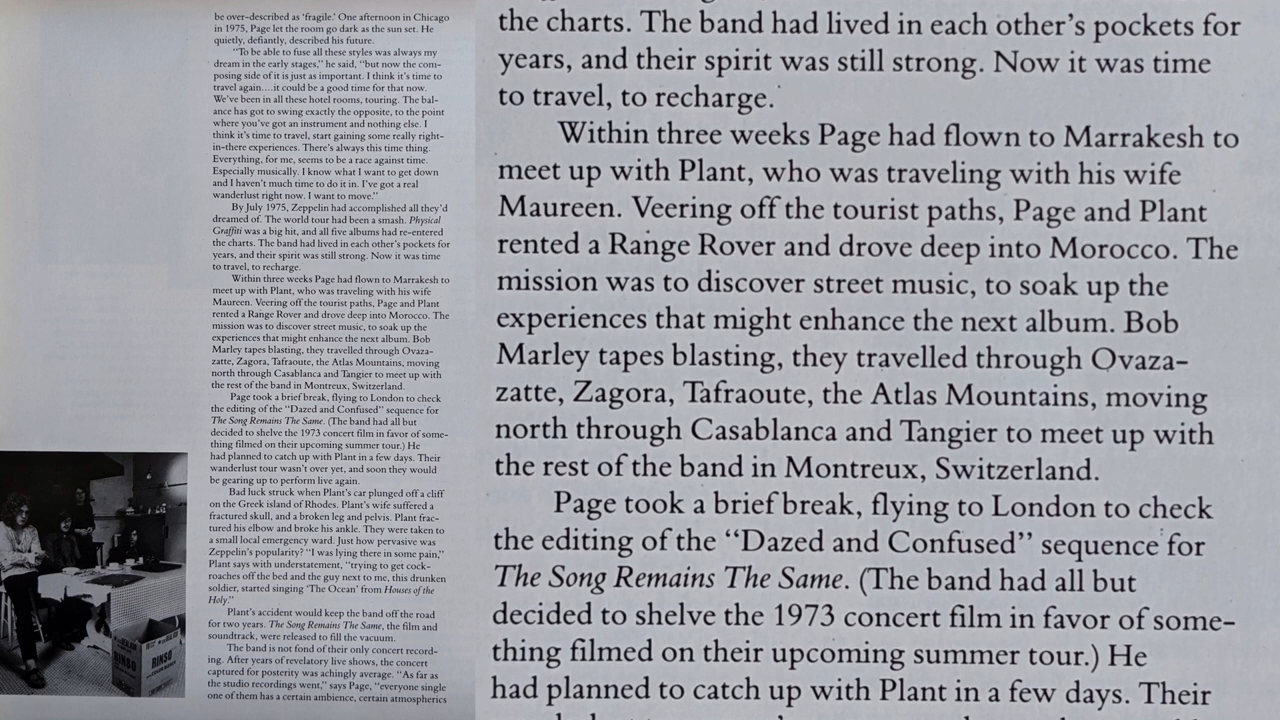 be over-described as ‘fragile.’ One afternoon in Chicago
in 1975, Page let the room go dark as the sun set. He
quietly, defiantly, described his future.
“To be able to fuse all these styles was always my
dream in the early stages,” he said, “but now the com-
posing side of it is just as important. I think it’s time to
travel again....it could be a good time for that now.
We’ve been in all these hotel rooms, touring. The bal-
ance has got to swing exactly the opposite, to the point
where you’ve got an instrument and nothing else. I
think it’s time to travel, start gaining some really right-
in-there experiences. There’s always this time thing.
Everything, for me, seems to be a race against time.
Especially musically. I know what I want to get down
and I haven’t much time to do it in. I’ve got a real
wanderlust right now. I want to move.”
By July 1975, Zeppelin had accomplished all they’d
dreamed of. The world tour had been a smash. Physical
Graffiti was a big hit, and all five albums had re-entered
the charts. The band had lived in each other’s pockets for
years, and their spirit was still strong. Now it was time
to travel, to recharge.
Within three weeks Page had flown to Marrakesh to
meet up with Plant, who was traveling with his wife
Maureen. Veering off the tourist paths, Page and Plant
rented a Range Rover and drove deep into Morocco. The
mission was to discover street music, to soak up the
experiences that might enhance the next album. Bob
Marley tapes blasting, they travelled through Ovaza-
zatte, Zagora, Tafraoute, the Atlas Mountains, moving
north through Casablanca and Tangier to meet up with
the rest of the band in Montreux, Switzerland.
Page took a brief break, flying to London to check
the editing of the “Dazed and Confused” sequence for
The Song Remains The Same. (The band had all but
decided to shelve the 1973 concert film in favor of some-
thing filmed on their upcoming summer tour.) He
had planned to catch up with Plant in a few days. Their
wanderlust tour wasn’t over yet, and soon they would
be gearing up to perform live again.
Bad luck struck when Plant’s car plunged off a cliff
on the Greek island of Rhodes. Plant’s wife suffered a
fractured skull, and a broken leg and pelvis. Plant frac-
tured his elbow and broke his ankle. They were taken to
a small local emergency ward. Just how pervasive was
Zeppelin’s popularity? “I was lying there in some pain,”
Plant says with understatement, “trying to get cock-
roaches off the bed and the guy next to me, this drunken
soldier, started singing ‘The Ocean’ from Houses of the
Holy.”
Plant’s accident would keep the band off the road
for two years. The Song Remains The Same, the film and
soundtrack, were released to fill the vacuum.
The band is not fond of their only concert record-
ing. After years of revelatory live shows, the concert
captured for posterity was achingly average. “As far as
the studio recordings went,” says Page, “everyone single
one of them has a certain ambience, certain atmospherics
RINSO
RINSO
the charts. The band had lived in each other’s pockets for
years, and their spirit was still strong. Now it was time
to travel, to recharge.
Within three weeks Page had flown to Marrakesh to
meet up with Plant, who was traveling with his wife
Maureen. Veering off the tourist paths, Page and Plant
rented a Range Rover and drove deep into Morocco. The
mission was to discover street music, to soak up the
experiences that might enhance the next album. Bob
Marley tapes blasting, they travelled through Ovaza-
zatte, Zagora, Tafraoute, the Atlas Mountains, moving
north through Casablanca and Tangier to meet up with
the rest of the band in Montreux, Switzerland.
Page took a brief break, flying to London to check
the editing of the “Dazed and Confused” sequence for
The Song Remains The Same. (The band had all but
decided to shelve the 1973 concert film in favor of some-
thing filmed on their upcoming summer tour.) He
had planned to catch up with Plant in a few days. Their